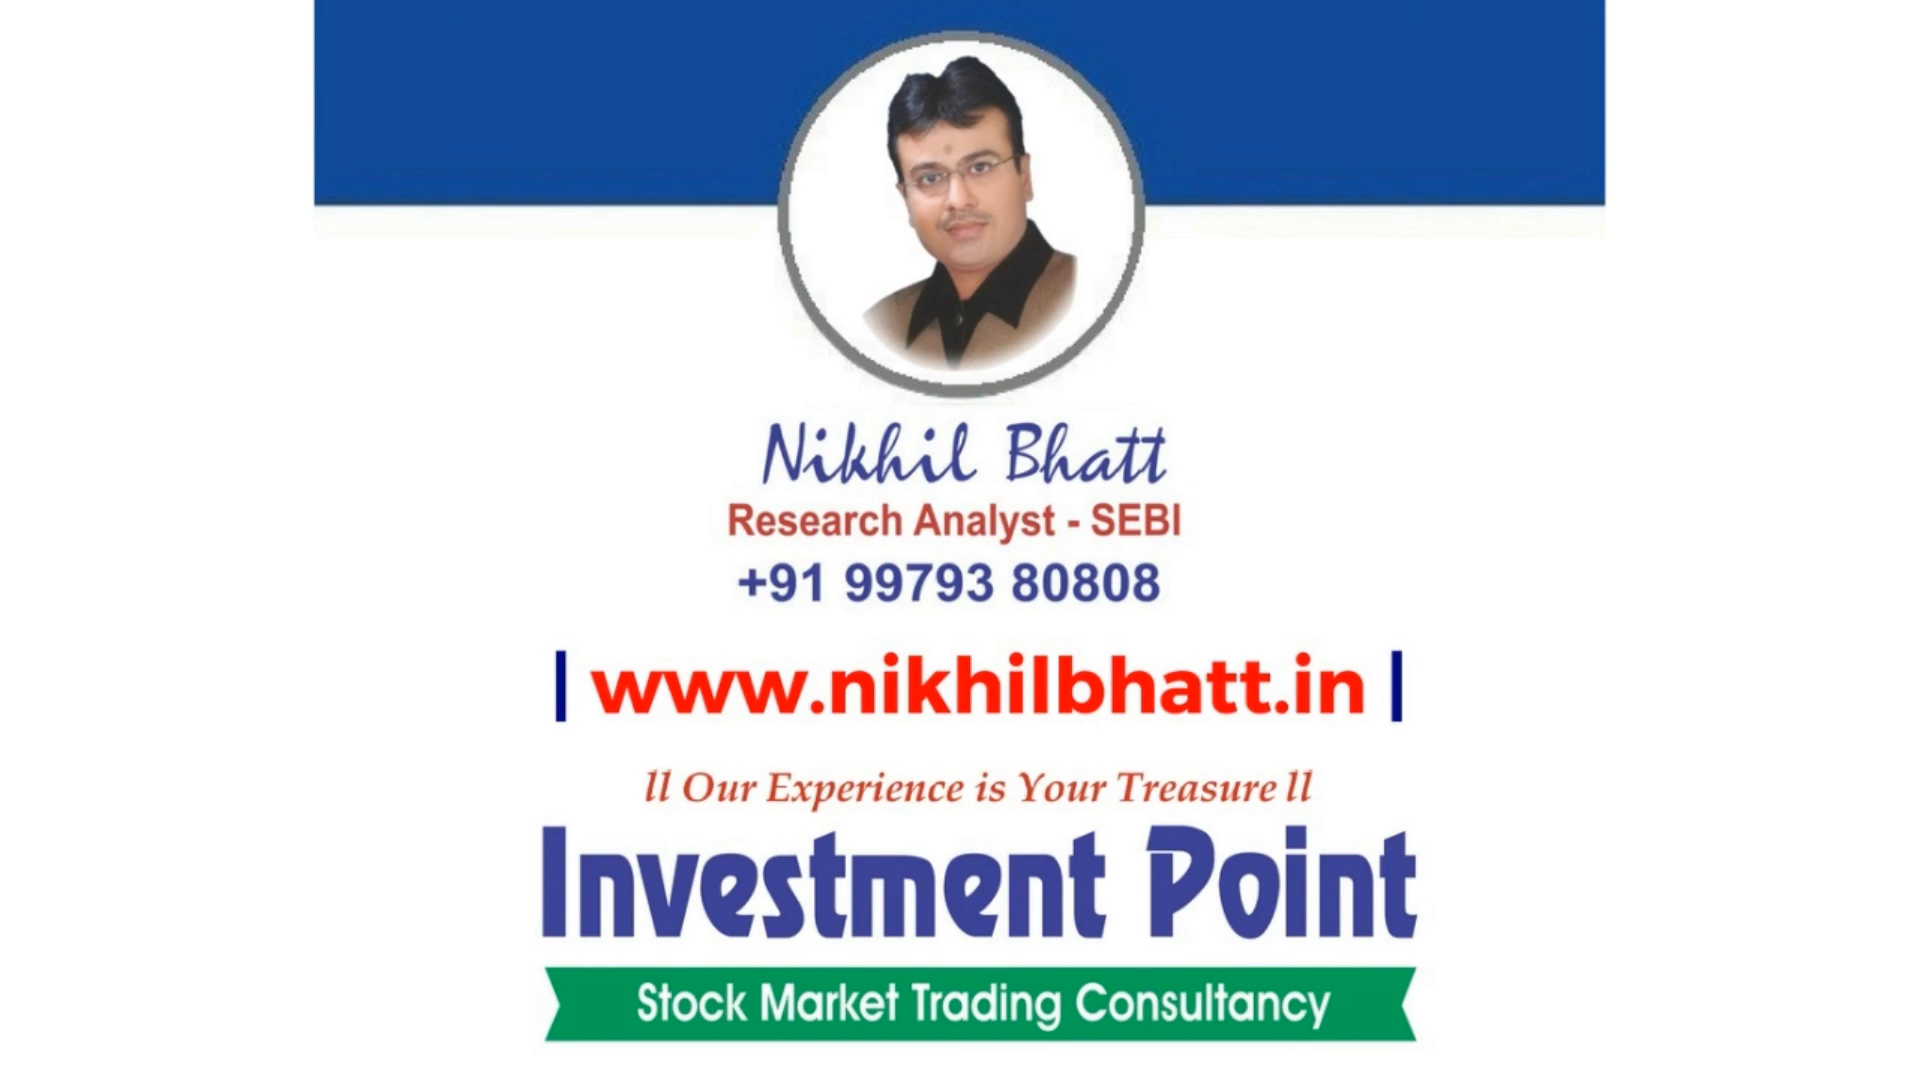 Nikhil Bhatt
Research Analyst - SEBI
+91 99793 80808
| www.nikhilbhatt.in |
ll Our Experience is Your Treasure ll
Investment Point
Stock Market Trading Consultancy